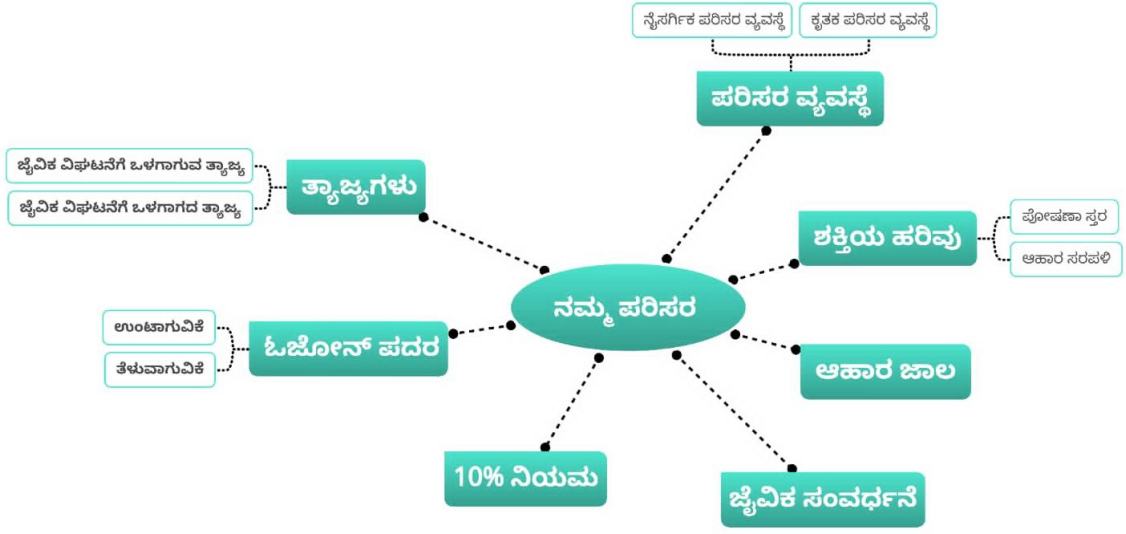 ನೈಸರ್ಗಿಕ ಪರಿಸರ ವ್ಯವಸ್ಥೆ
ಕೃತಕ ಪರಿಸರ ವ್ಯವಸ್ಥೆ
ಪರಿಸರ ವ್ಯವಸ್ಥೆ
ಜೈವಿಕ ವಿಘಟನೆಗೆ ಒಳಗಾಗುವ ತ್ಯಾಜ್ಯ
ಜೈವಿಕ ವಿಘಟನೆಗೆ ಒಳಗಾಗದ ತ್ಯಾಜ್ಯ
ತ್ಯಾಜ್ಯಗಳು
ಶಕ್ತಿಯ ಹರಿವು
ಪೋಷಣಾ ಸ್ತರ
ಆಹಾರ ಸರಪಳಿ
ನಮ್ಮ ಪರಿಸರ
ಉಂಟಾಗುವಿಕೆ
ತೆಳುವಾಗುವಿಕೆ
ಓಜೋನ್ ಪದರ
ಆಹಾರ ಜಾಲ
10% ನಿಯಮ
ಜೈವಿಕ ಸಂವರ್ಧನೆ